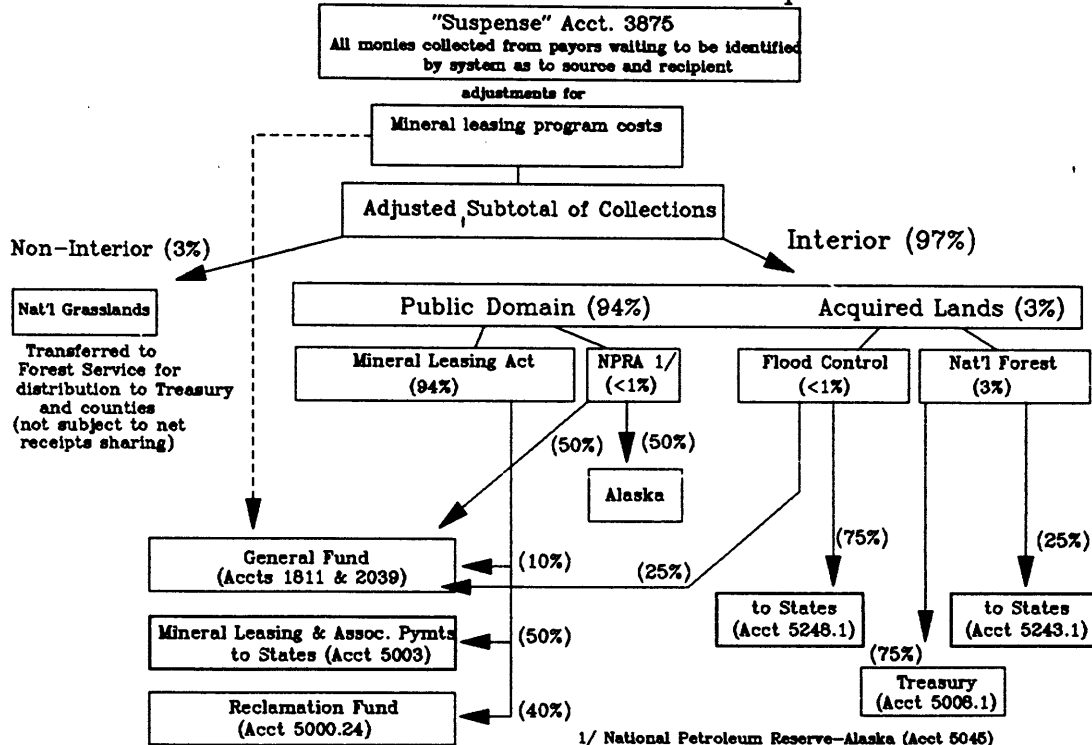 "Suspense" Acct. 3875
All monies collected from payors waiting to be identified
by system as to source and recipient
adjustments for
Mineral leasing program costs
Adjusted Subtotal of Collections
Non-Interior (3%)
Interior (97%)
Nat'l Grasslands
Transferred to
Forest Service for
distribution to Treasury
and counties
(not subject to net
receipts sharing)
Public Domain (94%)
Acquired Lands (3%)
Mineral Leasing Act
(94%)
NPRA 1/
(<1%)
Flood Control
(<1%)
Nat'l Forest
(3%)
(50%)
(50%)
Alaska
General Fund
(Accts 1811 & 2039)
(10%)
(25%)
(75%)
(25%)
Mineral Leasing & Assoc. Pymts
to States (Acct 5003)
(50%)
to States
(Acct 5248.1)
to States
(Acct 5243.1)
(75%)
Treasury
(Acct 5008.1)
Reclamation Fund
(Acct 5000.24)
(40%)
1/ National Petroleum Reserve-Alaska (Acct 5045)